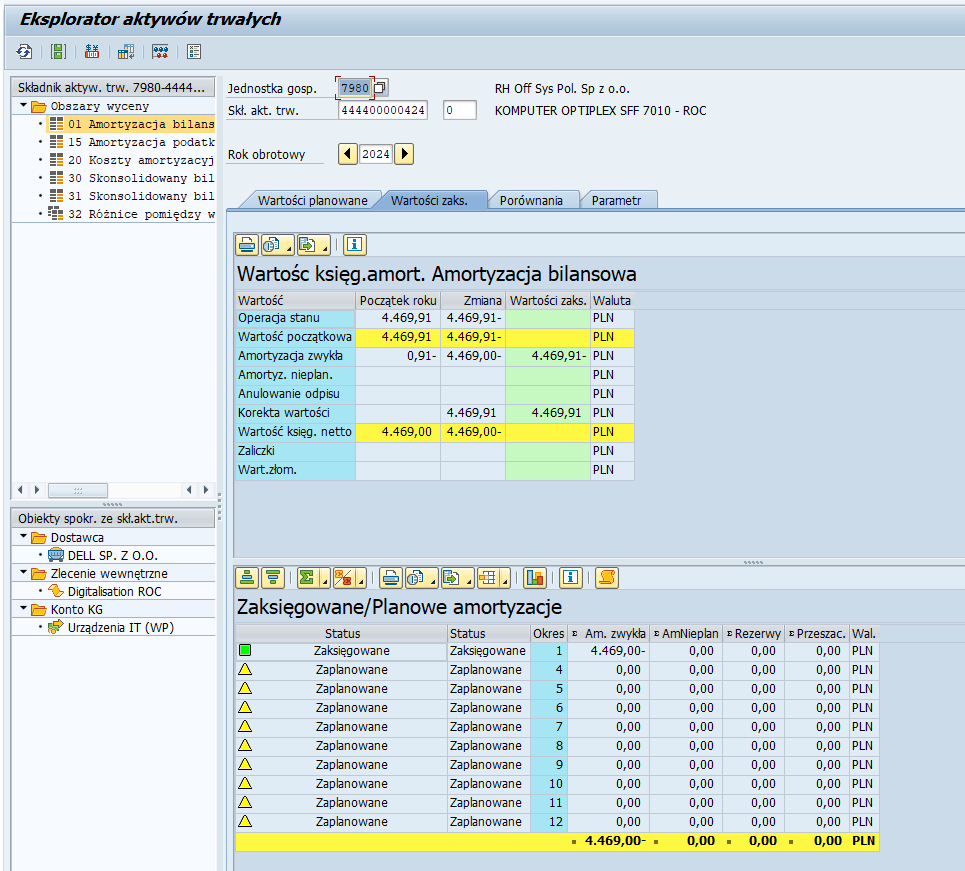 Eksplorator aktywów trwałych
Składnik aktyw. trw. 7980-4444...
Obszary wyceny
01 Amortyzacja bilans
15 Amortyzacja podatk
20 Koszty amortyzacyj
30 Skonsolidowany bil
31 Skonsolidowany bil
32 Różnice pomiędzy w
Obiekty spokr. ze skł.akt.trw.
Dostawca
DELL SP. Z O.O.
Zlecenie wewnętrzne
Digitalisation ROC
Konto KG
Urządzenia IT (WP)
Jednostka gosp. 7980 RH Off Sys Pol. Sp z o.o.
Skł. akt. trw. 444400000424 0 KOMPUTER OPTIPLEX SFF 7010 - ROC
Rok obrotowy 2024
Wartości planowane Wartości zaks. Porównania Parametr
Wartośc księg.amort. Amortyzacja bilansowa
Wartość Początek roku Zmiana Wartości zaks. Waluta
Operacja stanu 4.469,91 4.469,91- PLN
Wartość początkowa 4.469,91 4.469,91- PLN
Amortyzacja zwykła 0,91- 4.469,00- 4.469,91- PLN
Amortyz. nieplan. PLN
Anulowanie odpisu PLN
Korekta wartości 4.469,91 4.469,91 PLN
Wartość księg. netto 4.469,00 4.469,00- PLN
Zaliczki PLN
Wart.złom. PLN
Zaksięgowane/Planowe amortyzacje
Status Status Okres Σ Am. zwykła Σ AmNieplan Σ Rezerwy Σ Przeszac. Wal.
Zaksięgowane Zaksięgowane 1 4.469,00- 0,00 0,00 0,00 PLN
Zaplanowane Zaplanowane 4 0,00 0,00 0,00 0,00 PLN
Zaplanowane Zaplanowane 5 0,00 0,00 0,00 0,00 PLN
Zaplanowane Zaplanowane 6 0,00 0,00 0,00 0,00 PLN
Zaplanowane Zaplanowane 7 0,00 0,00 0,00 0,00 PLN
Zaplanowane Zaplanowane 8 0,00 0,00 0,00 0,00 PLN
Zaplanowane Zaplanowane 9 0,00 0,00 0,00 0,00 PLN
Zaplanowane Zaplanowane 10 0,00 0,00 0,00 0,00 PLN
Zaplanowane Zaplanowane 11 0,00 0,00 0,00 0,00 PLN
Zaplanowane Zaplanowane 12 0,00 0,00 0,00 0,00 PLN
▪ 4.469,00- ▪ 0,00 ▪ 0,00 ▪ 0,00 PLN